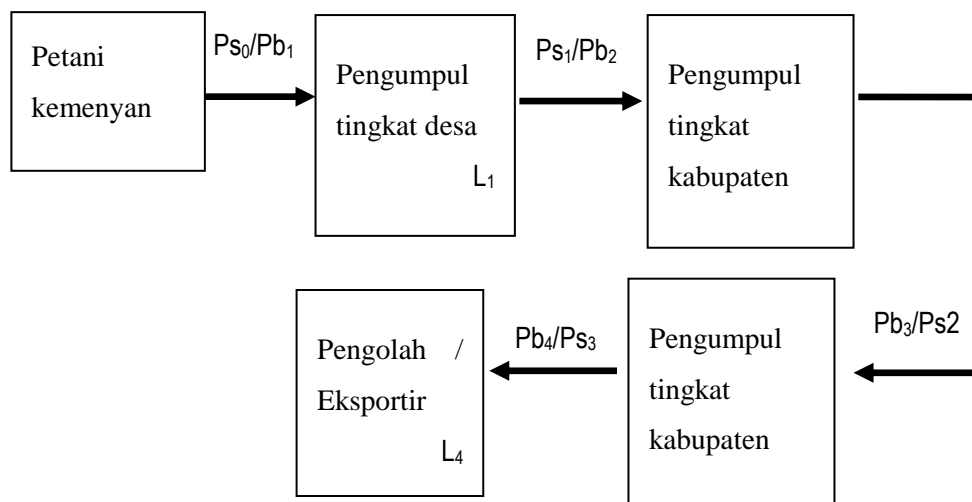 Petani
kemenyan
Ps₀/Pb₁
Pengumpul
tingkat desa
L₁
Ps₁/Pb₂
Pengumpul
tingkat
kabupaten
Pb₃/Ps2
Pengumpul
tingkat
kabupaten
Pb₄/Ps₃
Pengolah /
Eksportir
L₄